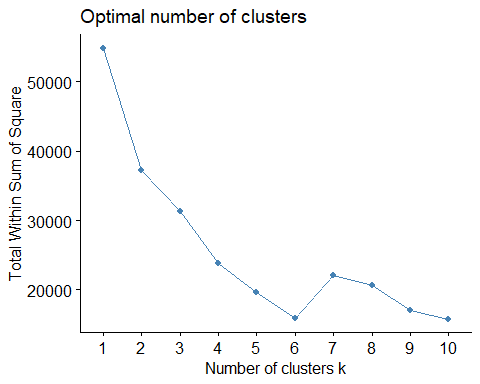 Optimal number of clusters
Total Within Sum of Square
50000
40000
30000
20000
1 2 3 4 5 6 7 8 9 10
Number of clusters k